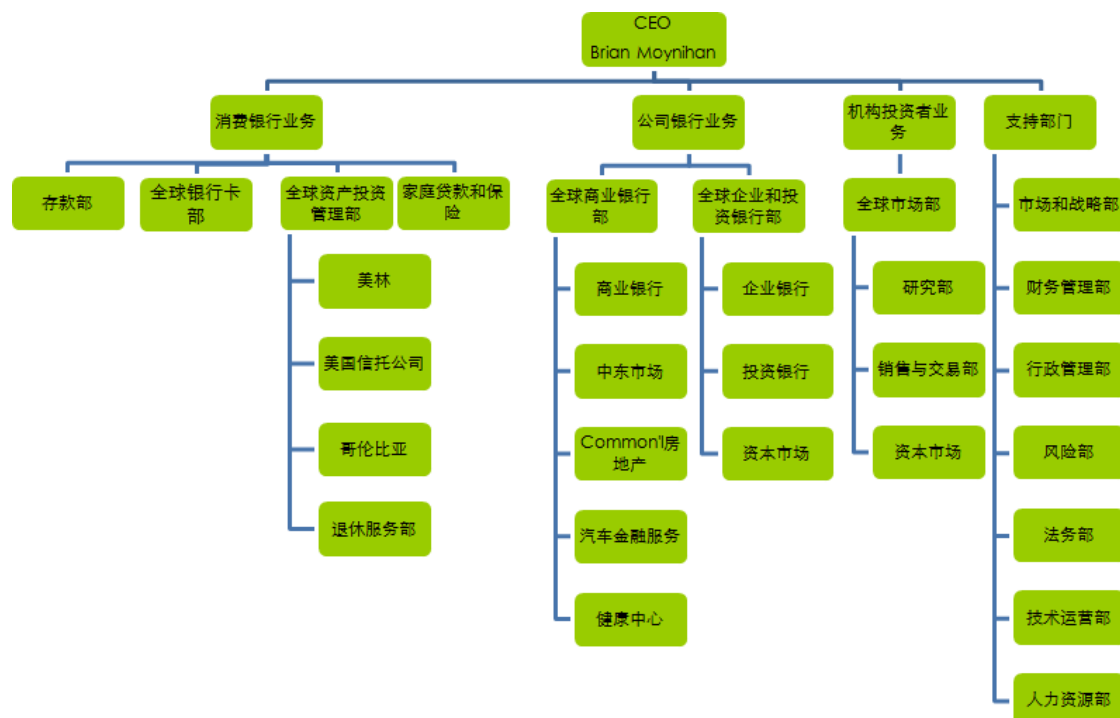 CEO
Brian Moynihan
消费银行业务
公司银行业务
机构投资者业
务
支持部门
存款部
全球银行卡
部
全球资产投资
管理部
家庭贷款和保
险
全球商业银行
部
全球企业和投
资银行部
全球市场部
市场和战略部
美林
美国信托公司
哥伦比亚
退休服务部
商业银行
中东市场
Common'l房
地产
汽车金融服务
健康中心
企业银行
投资银行
资本市场
研究部
销售与交易部
资本市场
财务管理部
行政管理部
风险部
法务部
技术运营部
人力资源部